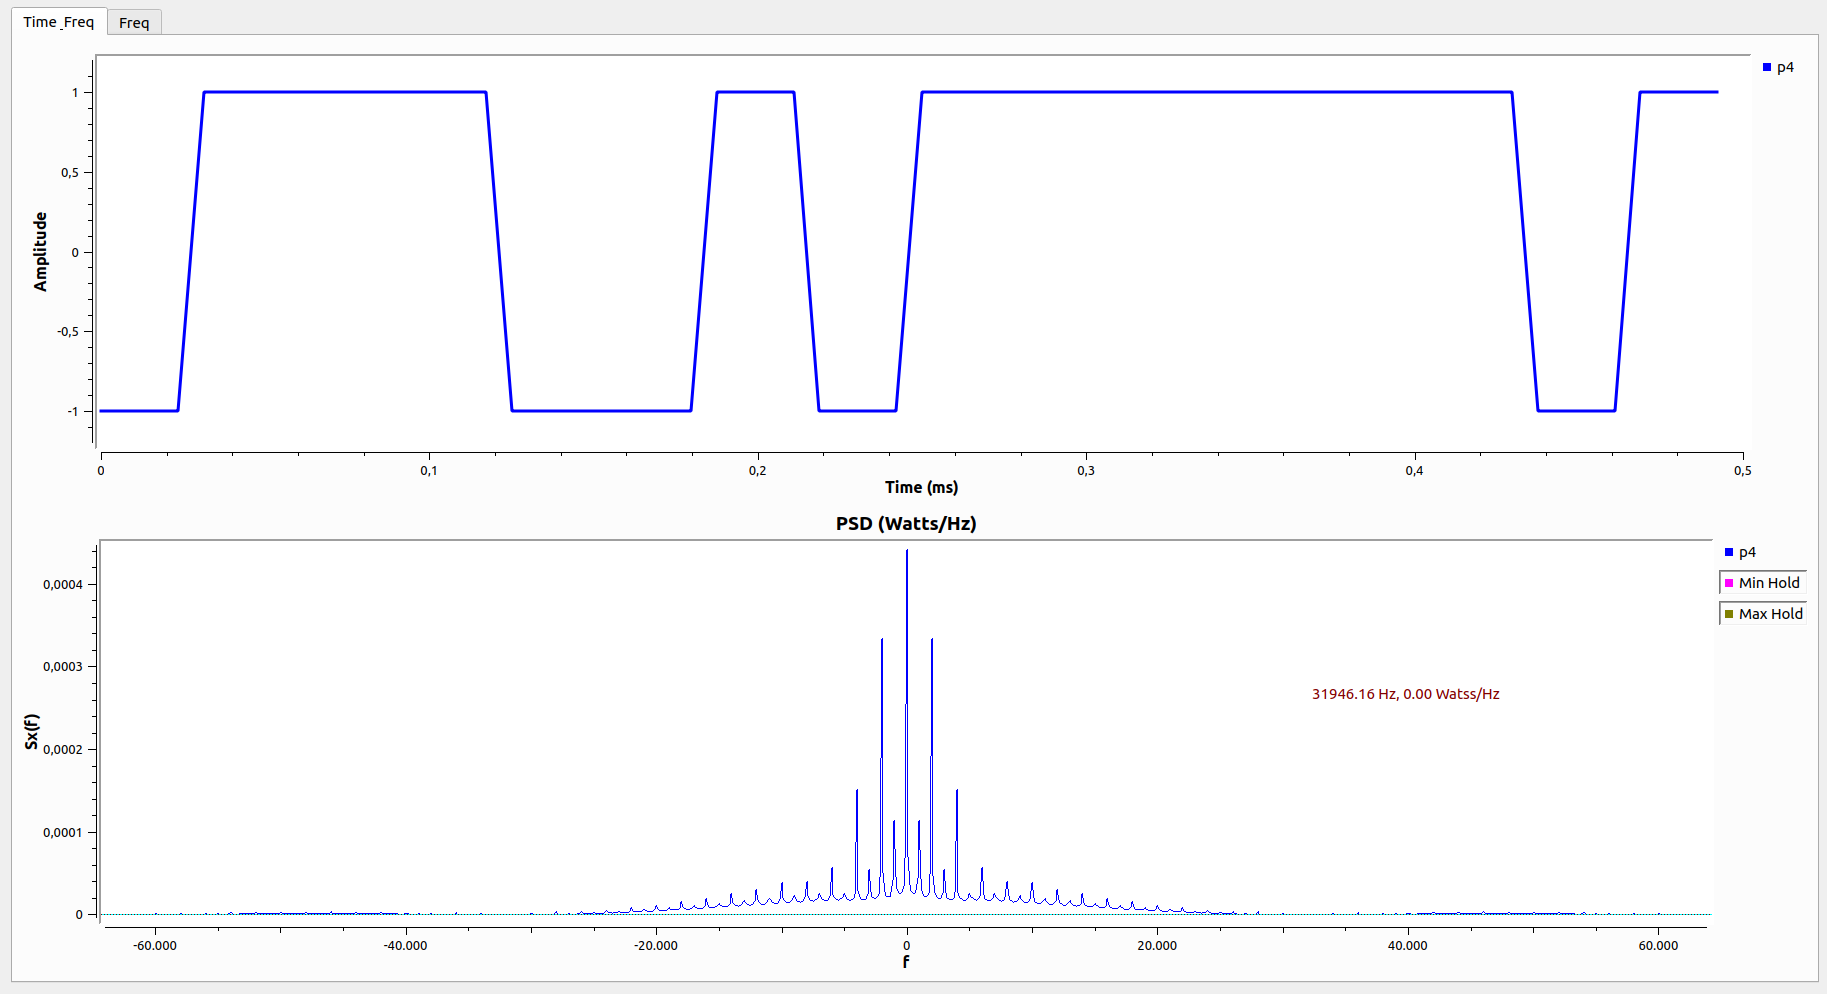 Time_Freq Freq
p4
1
0,5
0
-0,5
-1
Amplitude
0 0,1 0,2 0,3 0,4 0,5
Time (ms)
PSD (Watts/Hz)
p4
Min Hold
Max Hold
0,0004
0,0003
0,0002
0,0001
0
Sx(f)
31946.16 Hz, 0.00 Watss/Hz
-60.000 -40.000 -20.000 0 20.000 40.000 60.000
f